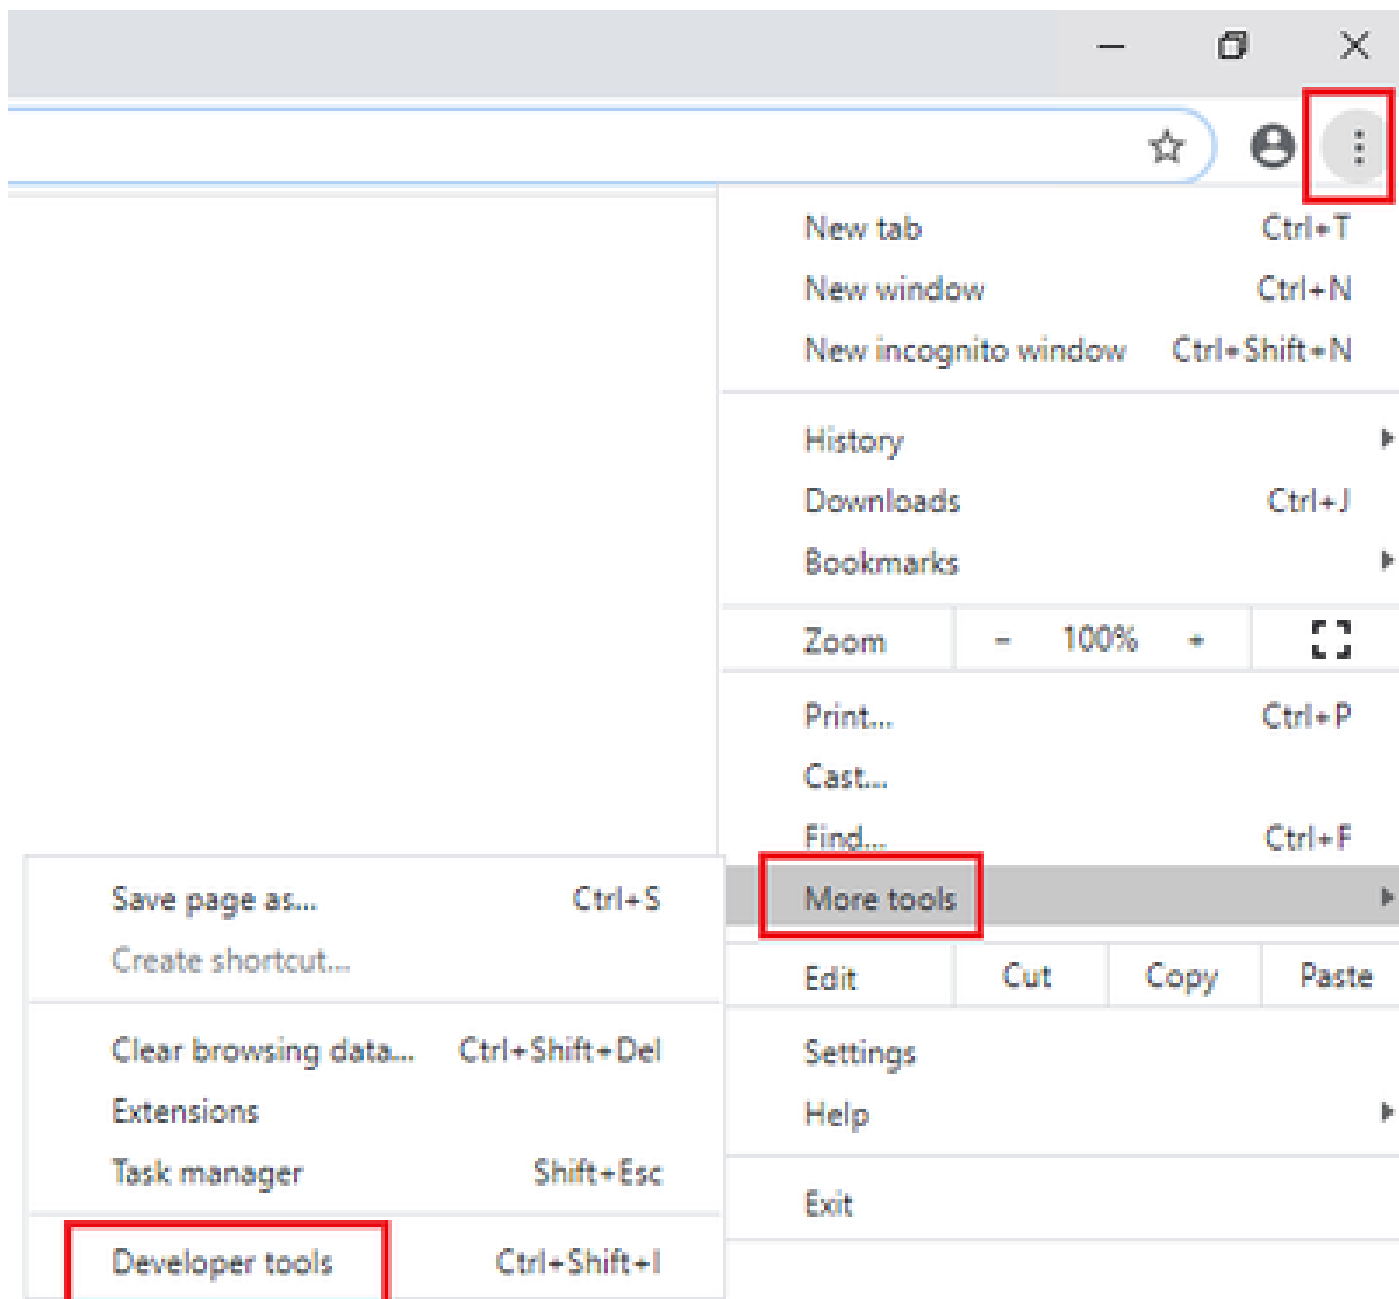 New tab Ctrl+T
New window Ctrl+N
New incognito window Ctrl+Shift+N
History
Downloads Ctrl+J
Bookmarks
Zoom - 100% +
Print... Ctrl+P
Cast...
Find... Ctrl+F
More tools
Edit Cut Copy Paste
Settings
Help
Exit
Save page as... Ctrl+S
Create shortcut...
Clear browsing data... Ctrl+Shift+Del
Extensions
Task manager Shift+Esc
Developer tools Ctrl+Shift+I